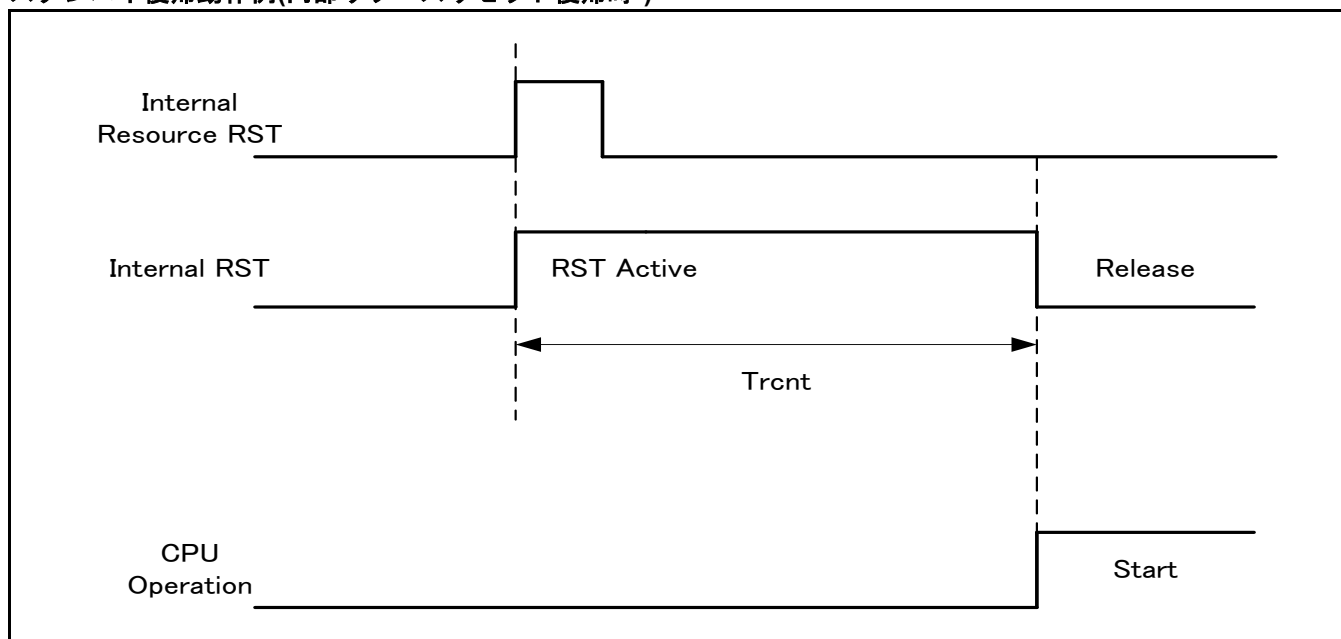 Internal
Resource RST
Internal RST
RST Active
Release
Trcnt
CPU
Operation
Start